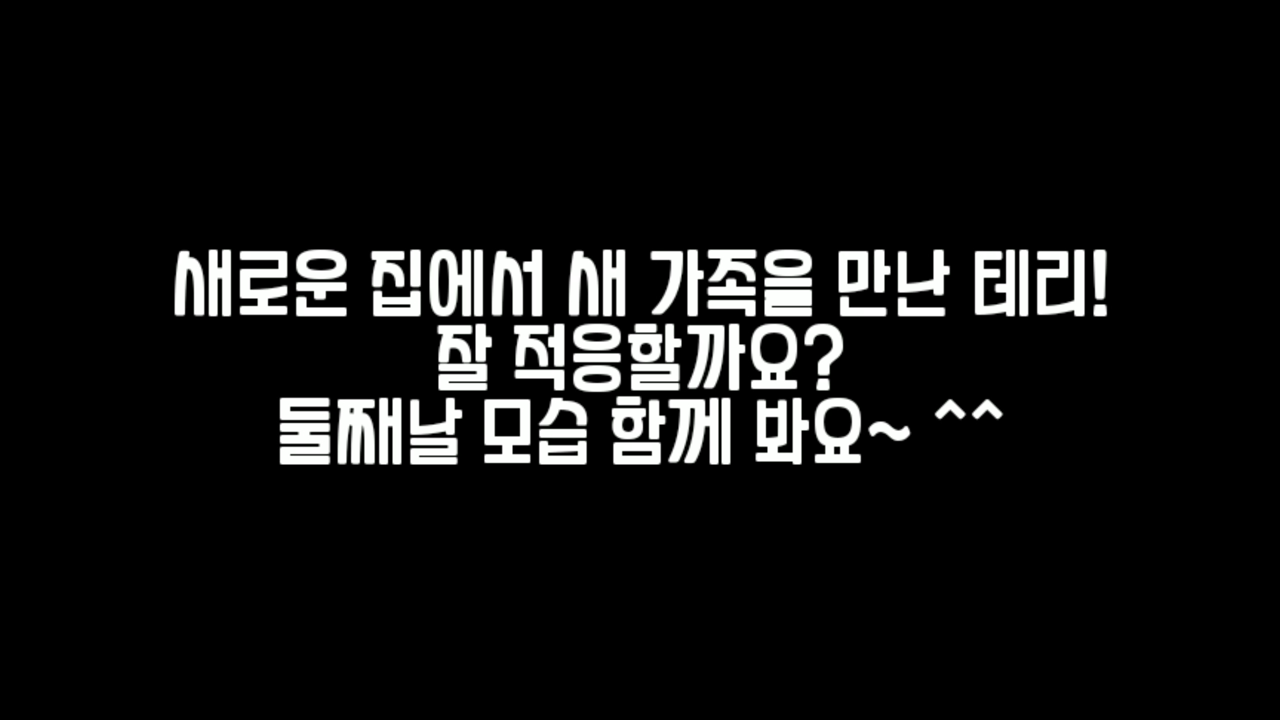 새로운 집에서 새 가족을 만난 테리!
잘 적응할까요?
둘째날 모습 함께 봐요~ ^^